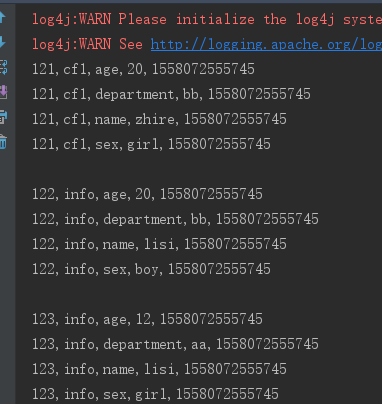 log4j:WARN Please initialize the log4j syste
log4j:WARN See http://logging.apache.org/log
121,cf1,age,20,1558072555745
121,cf1,department,bb,1558072555745
121,cf1,name,zhire,1558072555745
121,cf1,sex,girl,1558072555745
122,info,age,20,1558072555745
122,info,department,bb,1558072555745
122,info,name,lisi,1558072555745
122,info,sex,boy,1558072555745
123,info,age,12,1558072555745
123,info,department,aa,1558072555745
123,info,name,lisi,1558072555745
123,info,sex,girl,1558072555745